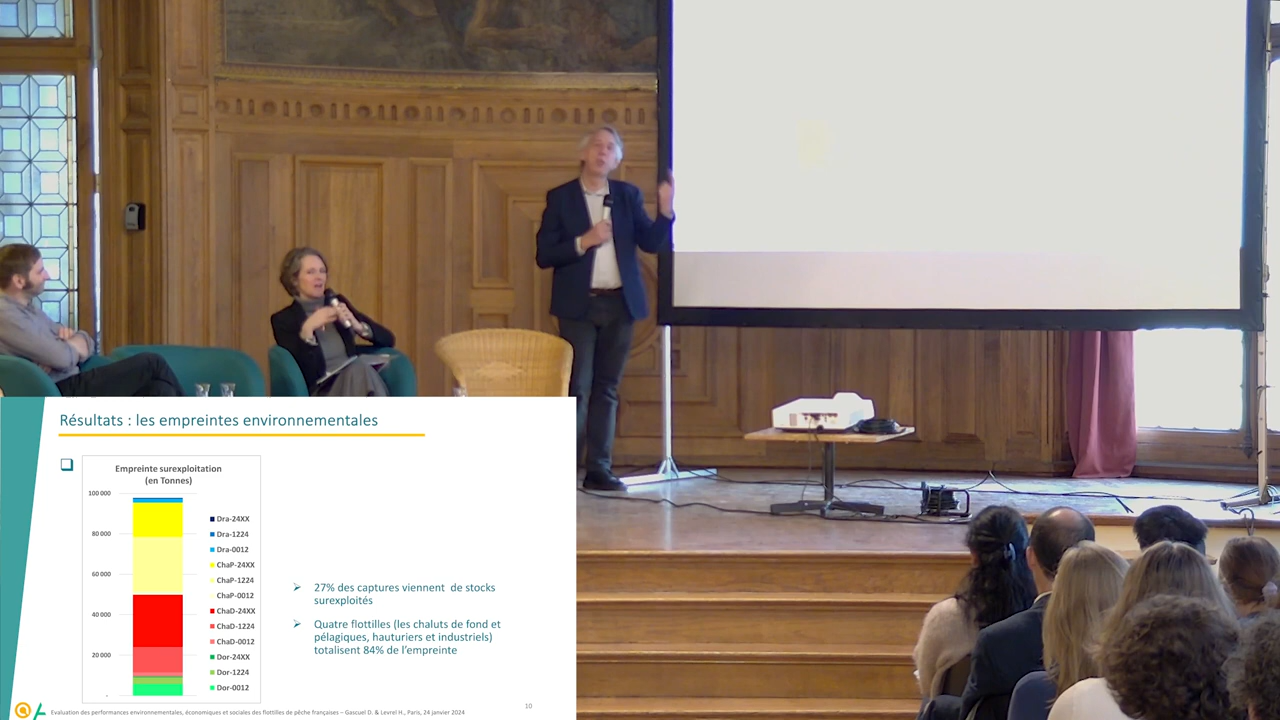 Résultats : les empreintes environnementales
Empreinte surexploitation
(en Tonnes)
100 000
80 000
60 000
40 000
20 000
-
Dra-24XX
Dra-1224
Dra-0012
ChaP-24XX
ChaP-1224
ChaP-0012
ChaD-24XX
ChaD-1224
ChaD-0012
Dor-24XX
Dor-1224
Dor-0012
27% des captures viennent de stocks
surexploités
Quatre flottilles (les chaluts de fond et
pélagiques, hauturiers et industriels)
totalisent 84% de l'empreinte
Evaluation des performances environnementales, économiques et sociales des flottilles de pêche françaises – Gascuel D. & Levrel H., Paris, 24 janvier 2024
10